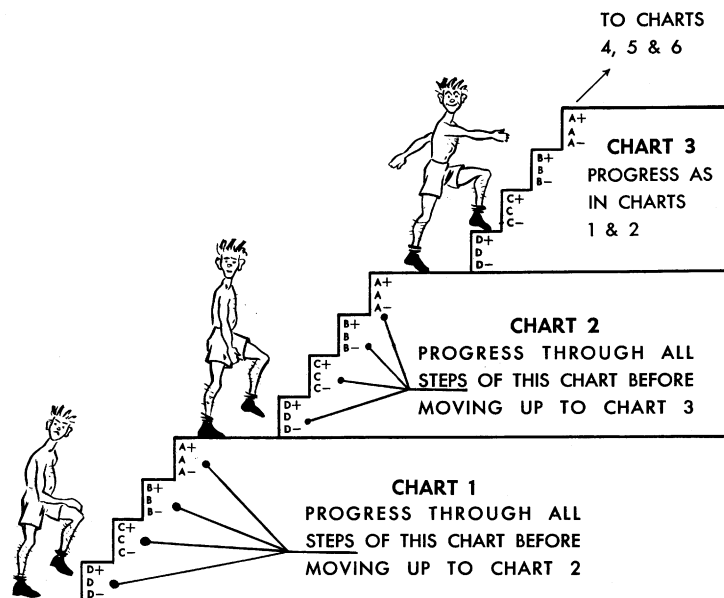 TO CHARTS
4, 5 & 6
A+
A
A−
CHART 3
PROGRESS AS
IN CHARTS
1 & 2
B+
B
B−
C+
C
C−
D+
D
D−
A+
A
A−
B+
B
B−
C+
C
C−
D+
D
D−
CHART 2
PROGRESS THROUGH ALL
STEPS OF THIS CHART BEFORE
MOVING UP TO CHART 3
A+
A
A−
B+
B
B−
C+
C
C−
D+
D
D−
CHART 1
PROGRESS THROUGH ALL
STEPS OF THIS CHART BEFORE
MOVING UP TO CHART 2